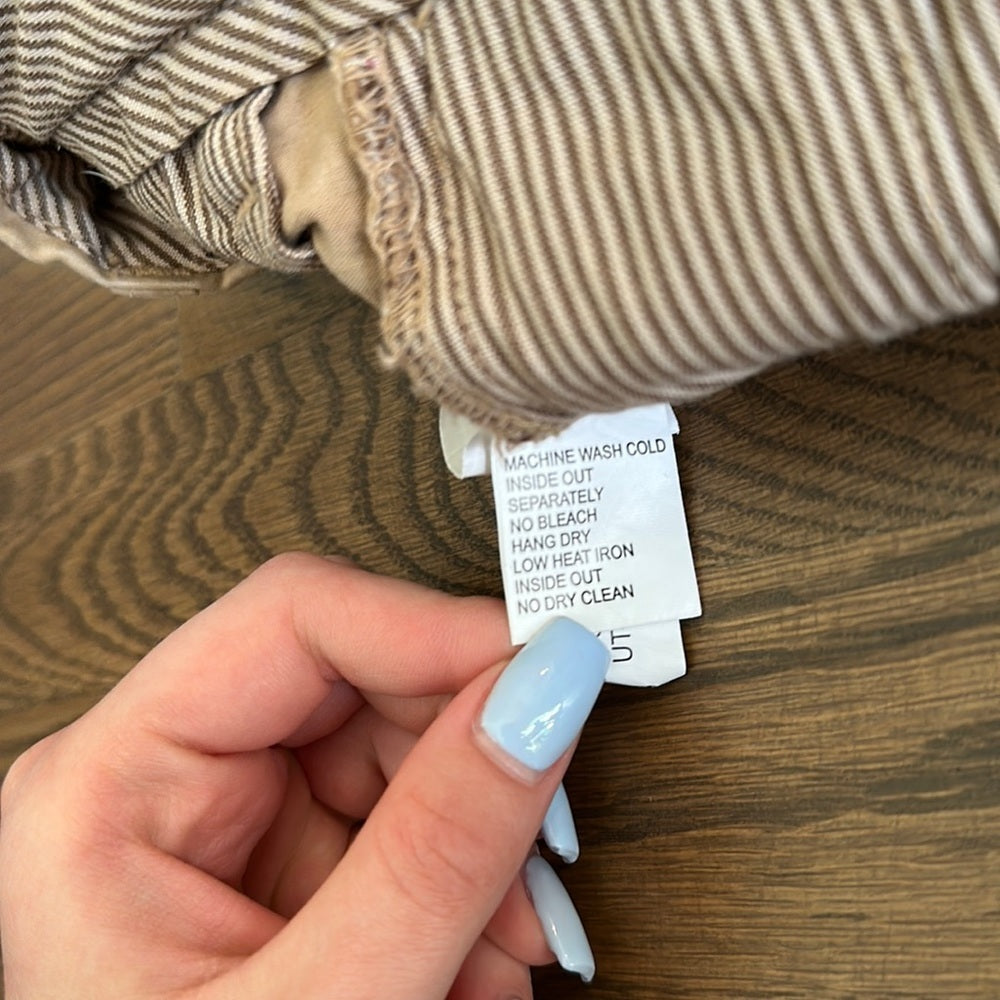 MACHINE WASH COLD
INSIDE OUT
SEPARATELY
NO BLEACH
HANG DRY
LOW HEAT IRON
INSIDE OUT
NO DRY CLEAN